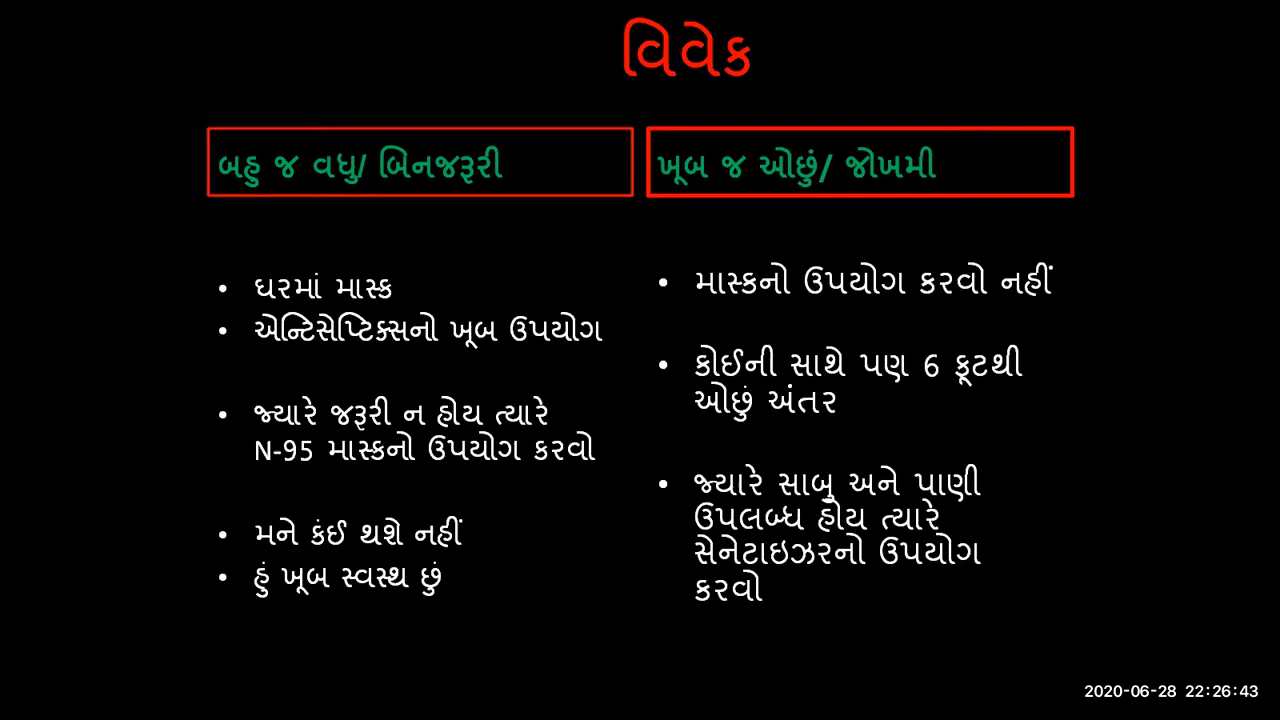 વિવેક
બહુ જ વધુ/ બિનજરૂરી
• ઘરમાં માસ્ક
• એન્ટિસેપ્ટિક્સનો ખૂબ ઉપયોગ
• જ્યારે જરૂરી ન હોય ત્યારે
N-95 માસ્કનો ઉપયોગ કરવો
• મને કંઈ થશે નહીં
• હું ખૂબ સ્વસ્થ છું
ખૂબ જ ઓછું/ જોખમી
• માસ્કનો ઉપયોગ કરવો નહીં
• કોઈની સાથે પણ 6 ફૂટથી
ઓછું અંતર
• જ્યારે સાબુ અને પાણી
ઉપલબ્ધ હોય ત્યારે
સેનેટાઇઝરનો ઉપયોગ
કરવો
2020-06-28 22:26:43